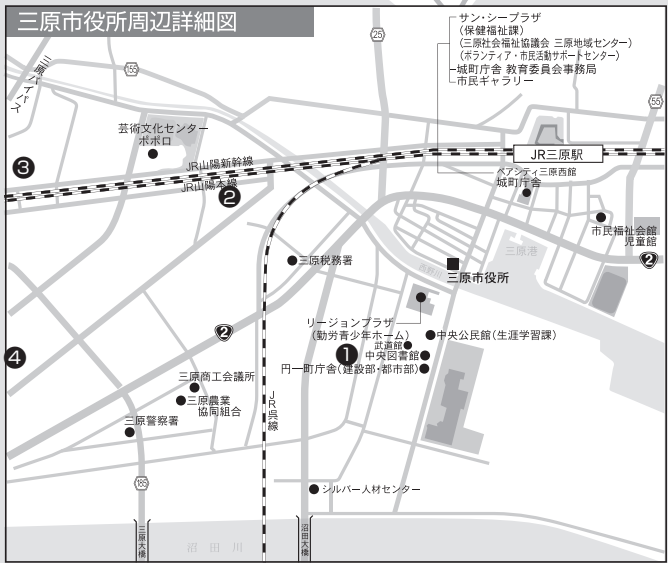 三原市役所周辺詳細図
サン・シープラザ
(保健福祉課)
(三原社会福祉協議会 三原地域センター)
(ボランティア・市民活動サポートセンター)
城町庁舎 教育委員会事務局
市民ギャラリー
25
155
55
三原バイパス
芸術文化センター
ポポロ
JR三原駅
JR山陽新幹線
JR山陽本線
3
2
ペアシティ三原西館
城町庁舎
市民福祉会館
児童館
三原港
2
三原税務署
西野川
三原市役所
リージョンプラザ
(勤労青少年ホーム)
中央公民館(生涯学習課)
武道館
1
中央図書館
円一町庁舎(建設部・都市部)
2
4
三原商工会議所
三原農業
協同組合
JR呉線
三原警察署
185
シルバー人材センター
三原大橋
沼田川
沼田大橋